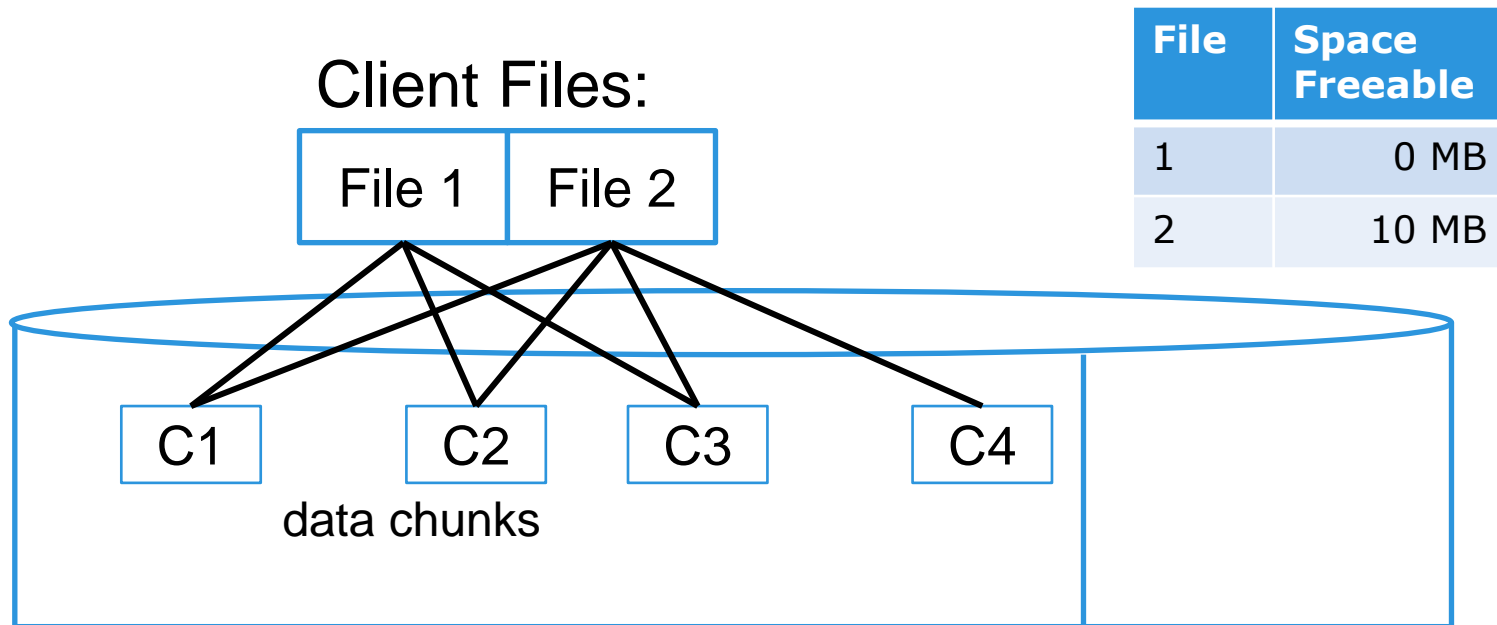 Client Files:
File 1 File 2
File Space
Freeable
1 0 MB
2 10 MB
C1 C2 C3 C4
data chunks